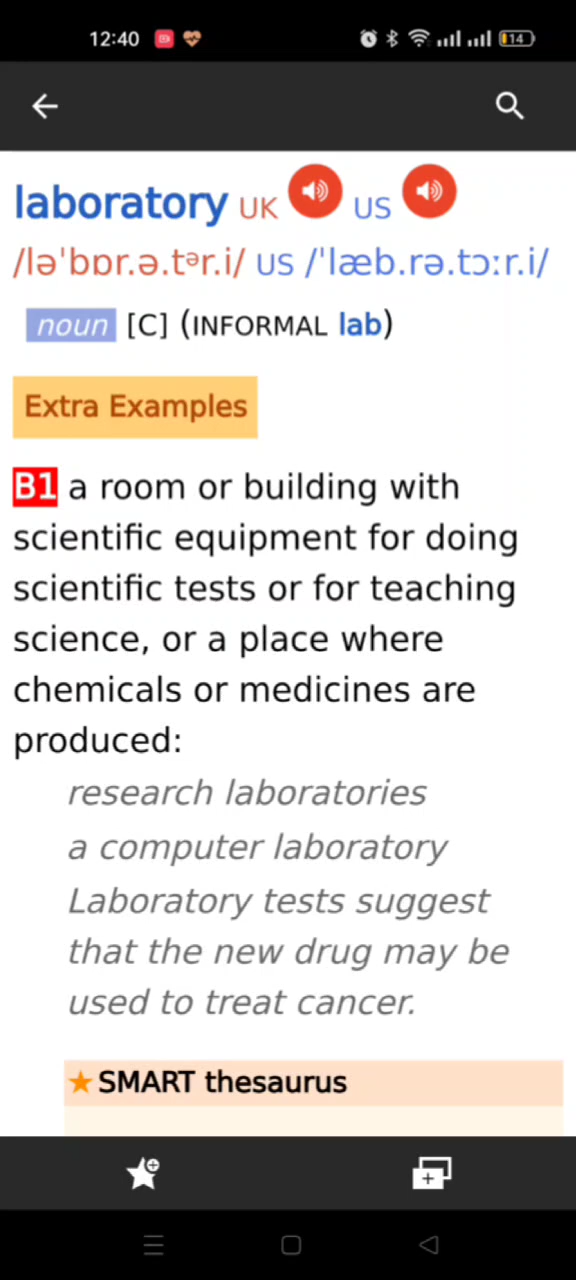 12:40
14
laboratory UK US
/ləˈbɒr.ə.tᵊr.i/ US /ˈlæb.rə.tɔːr.i/
noun [C] (INFORMAL lab)
Extra Examples
B1 a room or building with
scientific equipment for doing
scientific tests or for teaching
science, or a place where
chemicals or medicines are
produced:
research laboratories
a computer laboratory
Laboratory tests suggest
that the new drug may be
used to treat cancer.
SMART thesaurus